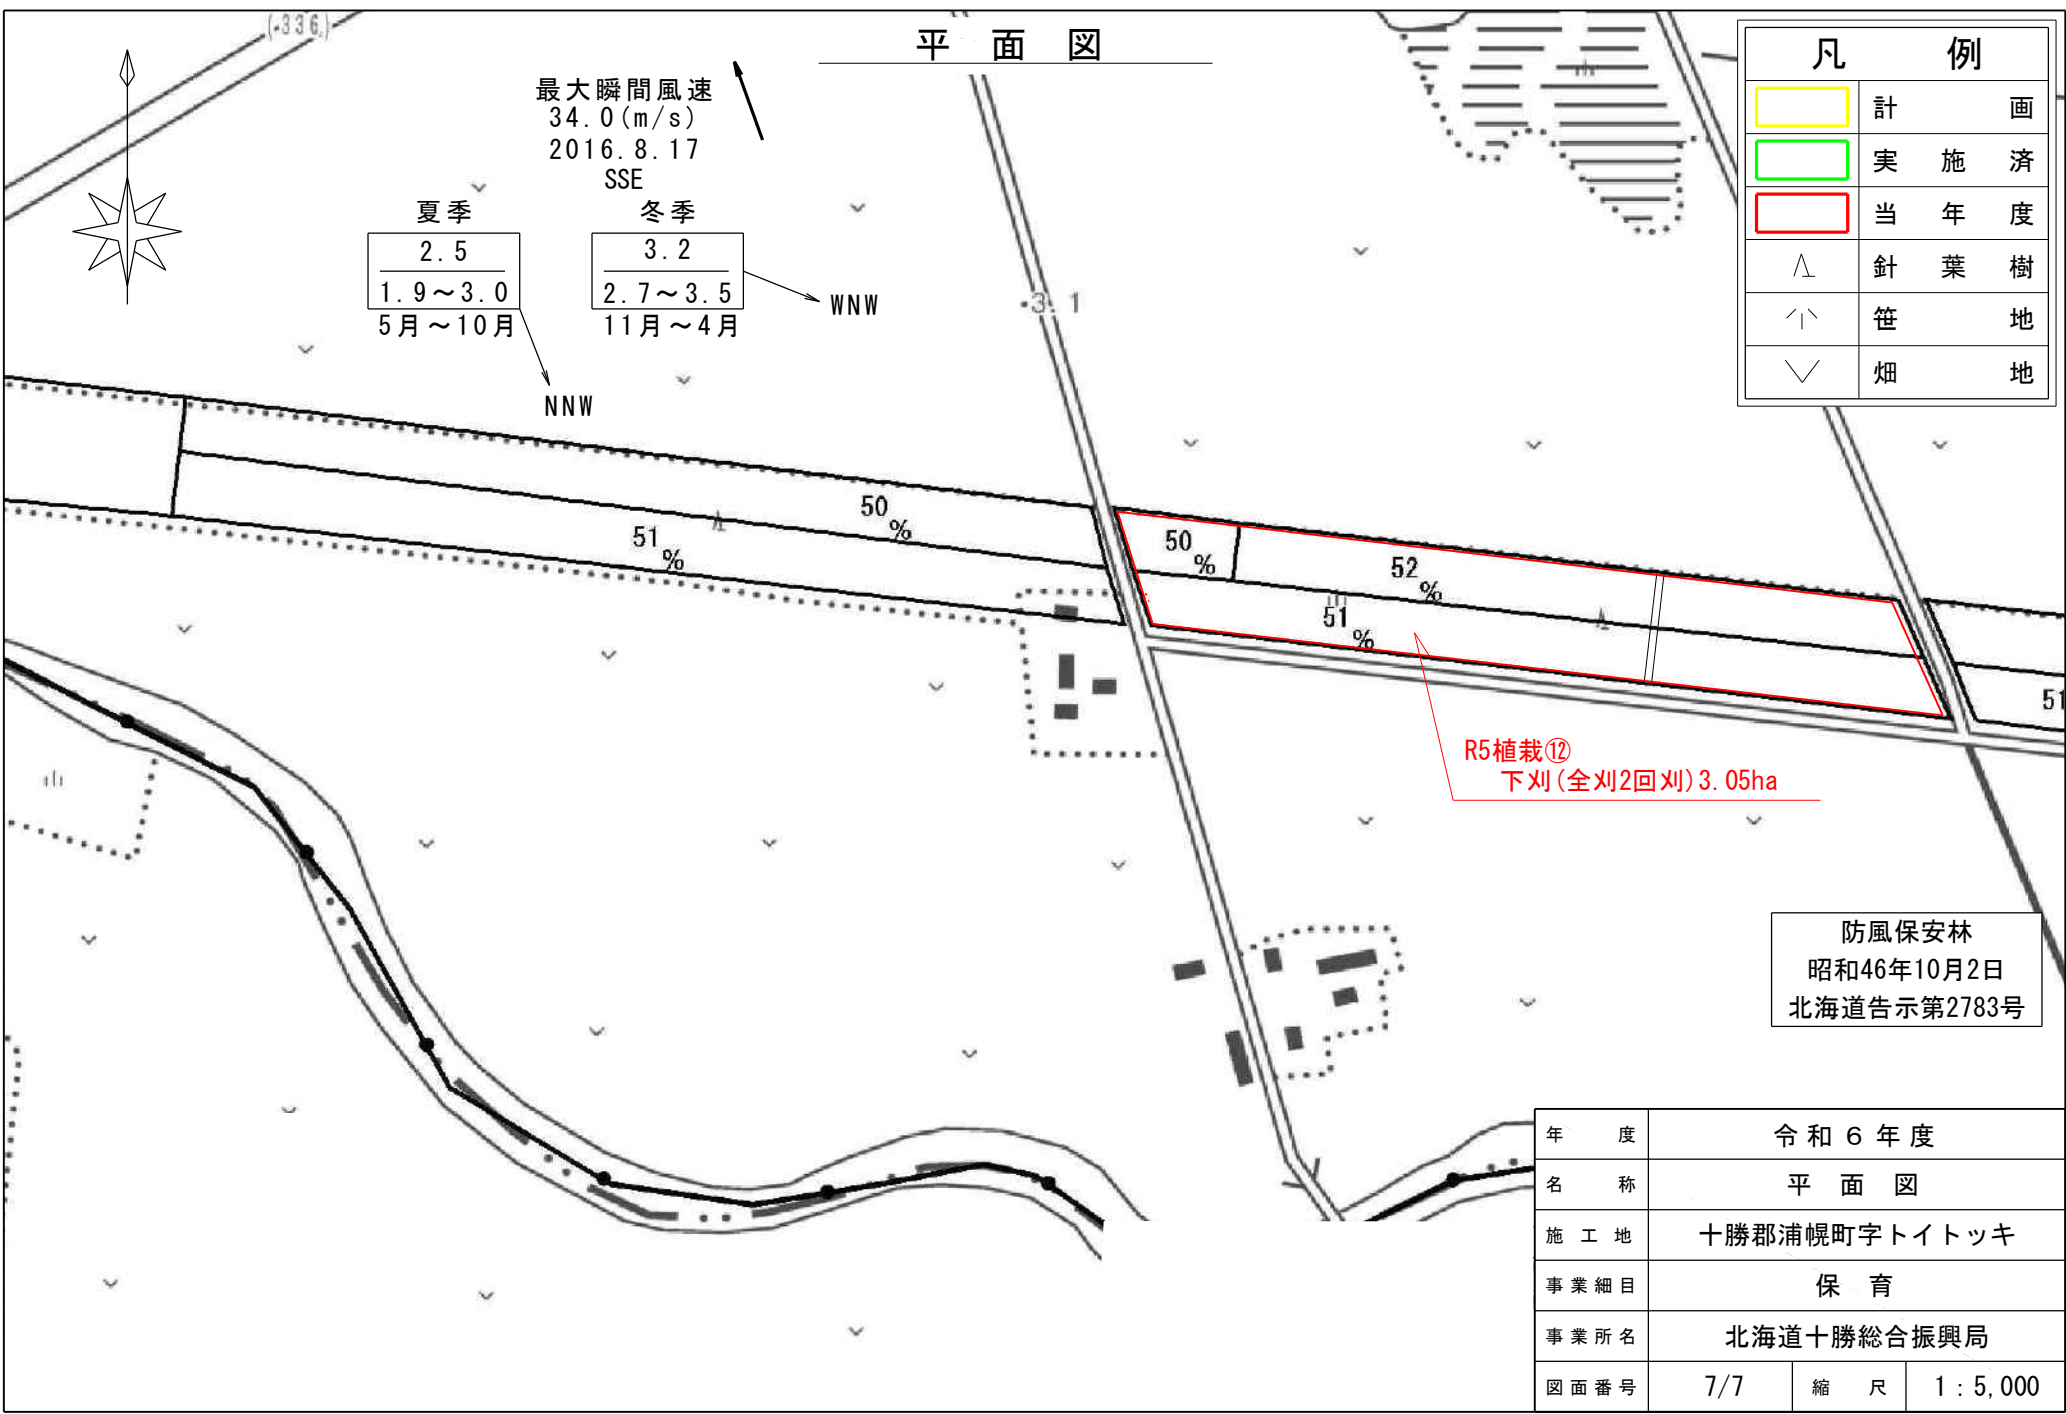 (-336.)
平面図
最大瞬間風速
34.0(m/s)
2016.8.17
SSE
夏季
2.5
1.9～3.0
5月～10月
NNW
冬季
3.2
2.7～3.5
11月～4月
WNW
・3.1
凡例
計画
実施済
当年度
針葉樹
笹地
畑地
50
%
51
%
50
%
52
%
51
%
51
R5植栽⑫
下刈(全刈2回刈)3.05ha
防風保安林
昭和46年10月2日
北海道告示第2783号
年度 令和6年度
名称 平面図
施工地 十勝郡浦幌町字トイトッキ
事業細目 保育
事業所名 北海道十勝総合振興局
図面番号 7/7 縮尺 1:5,000